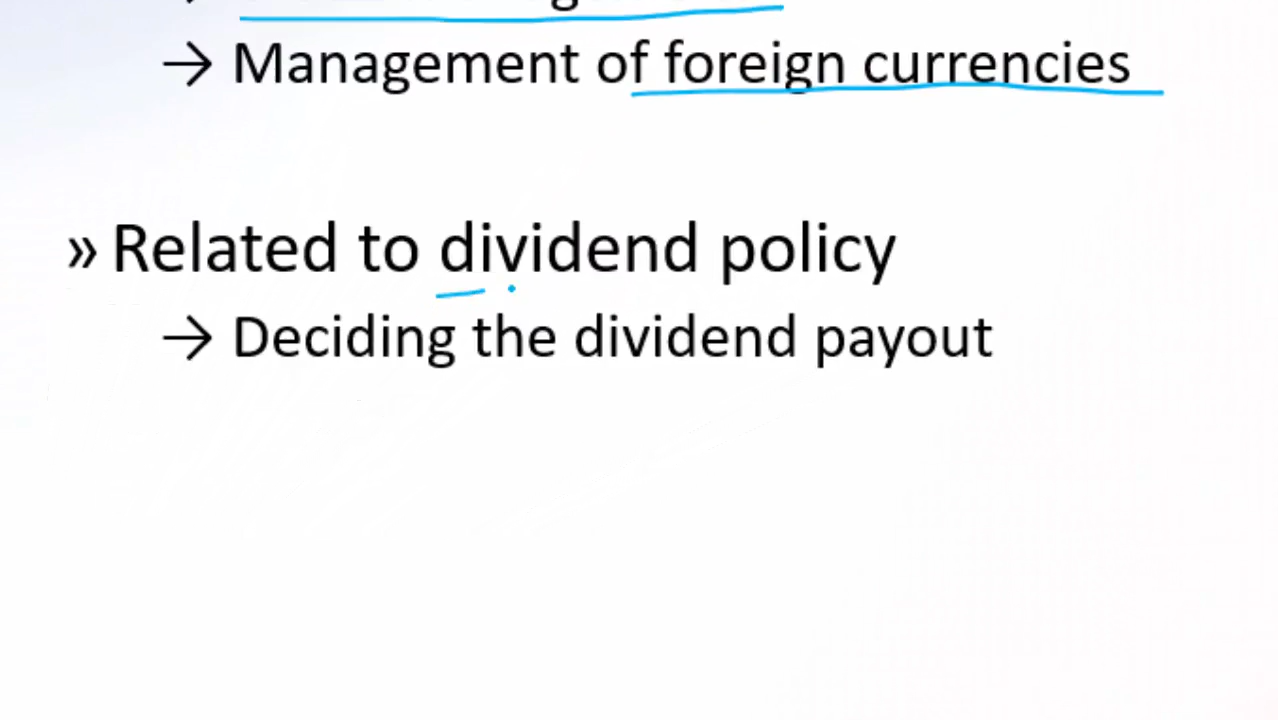 → Management of foreign currencies
» Related to dividend policy
→ Deciding the dividend payout